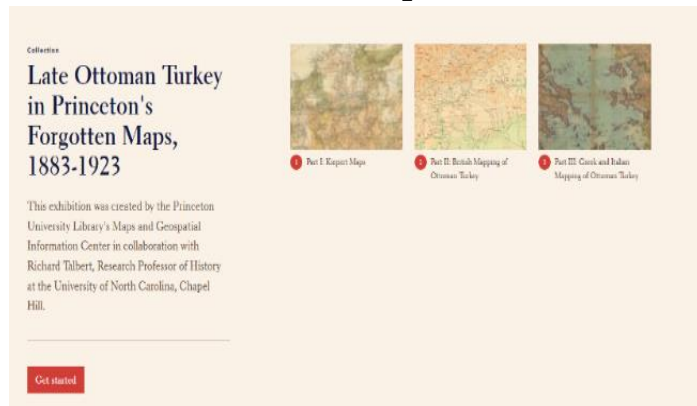 Collection
Late Ottoman Turkey
in Princeton's
Forgotten Maps,
1883-1923
This exhibition was created by the Princeton
University Library's Maps and Geospatial
Information Center in collaboration with
Richard Talbert, Research Professor of History
at the University of North Carolina, Chapel
Hill.
Get started
1 Part I: Kiepert Maps
2 Part II: British Mapping of
Ottoman Turkey
3 Part III: Greek and Italian
Mapping of Ottoman Turkey